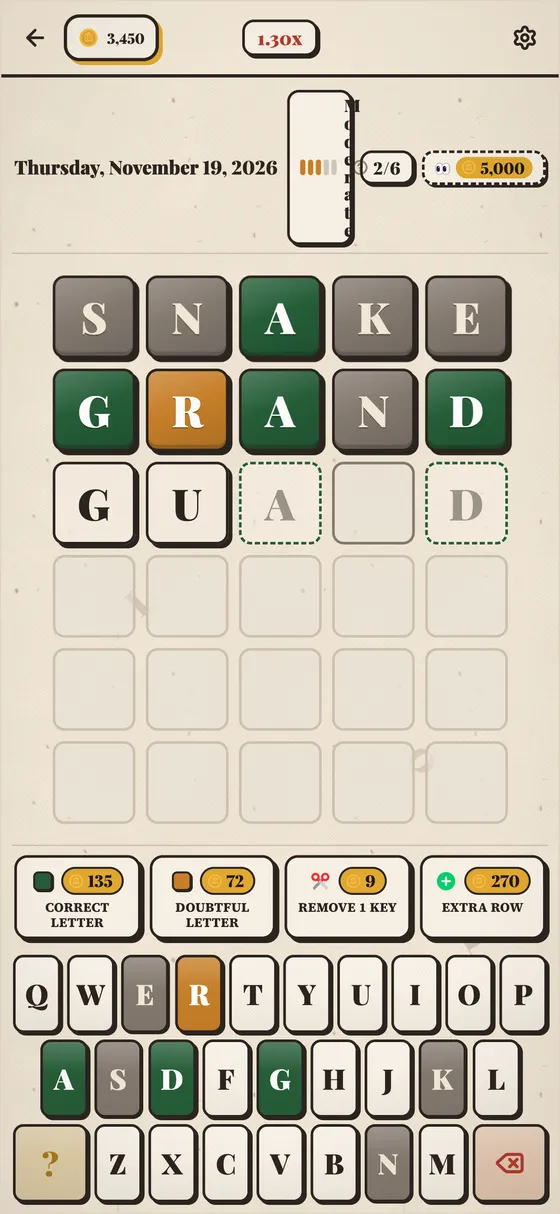 3,450
1.30x
Thursday, November 19, 2026
Moderate
2/6
5,000
S N A K E
G R A N D
G U A D
135
CORRECT
LETTER
72
DOUBTFUL
LETTER
9
REMOVE 1 KEY
270
EXTRA ROW
Q W E R T Y U I O P
A S D F G H J K L
? Z X C V B N M